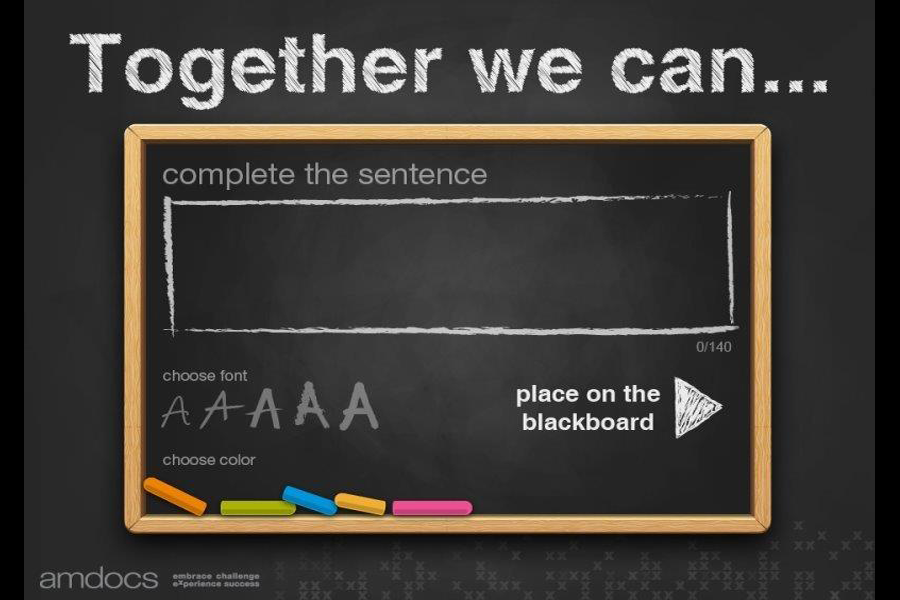 Together we can...
complete the sentence
0/140
choose font
A A A A A
place on the
blackboard
choose color
amdocs
embrace challenge
experience success